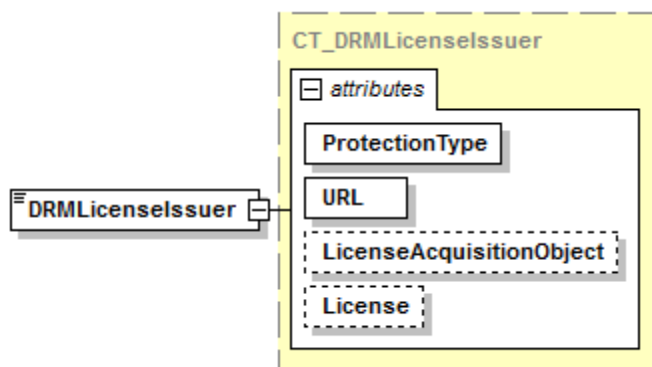 CT_DRMLicenseIssuer
attributes
ProtectionType
URL
DRMLicenseIssuer
LicenseAcquisitionObject
License